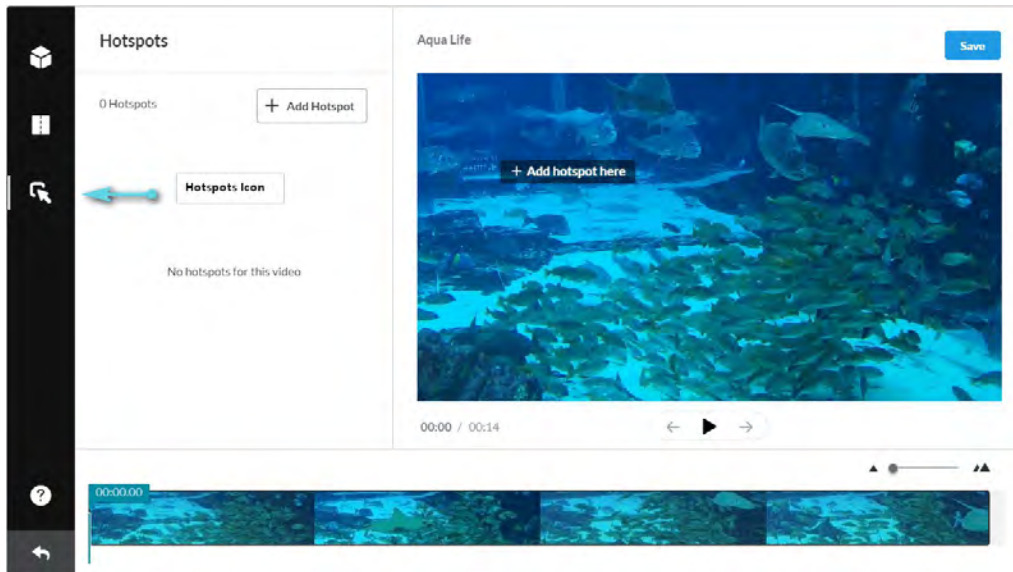 Hotspots
0 Hotspots
+ Add Hotspot
Hotspots Icon
No hotspots for this video
Aqua Life
Save
+ Add hotspot here
00:00 / 00:14
?
00:00.00